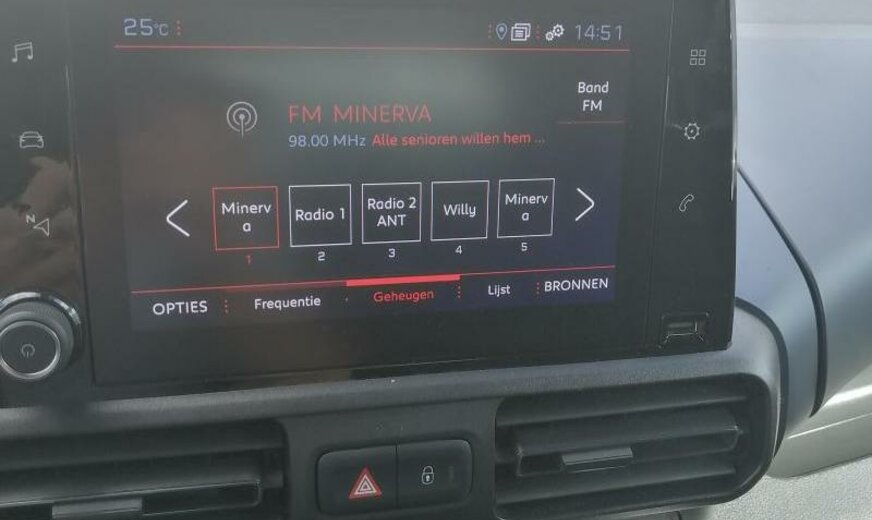 25°C
14:51
Band
FM
FM MINERVA
98.00 MHz Alle senioren willen hem ...
Minerv
a
1
Radio 1
2
Radio 2
ANT
3
Willy
4
Minerv
a
5
OPTIES
Frequentie
Geheugen
Lijst
BRONNEN
N